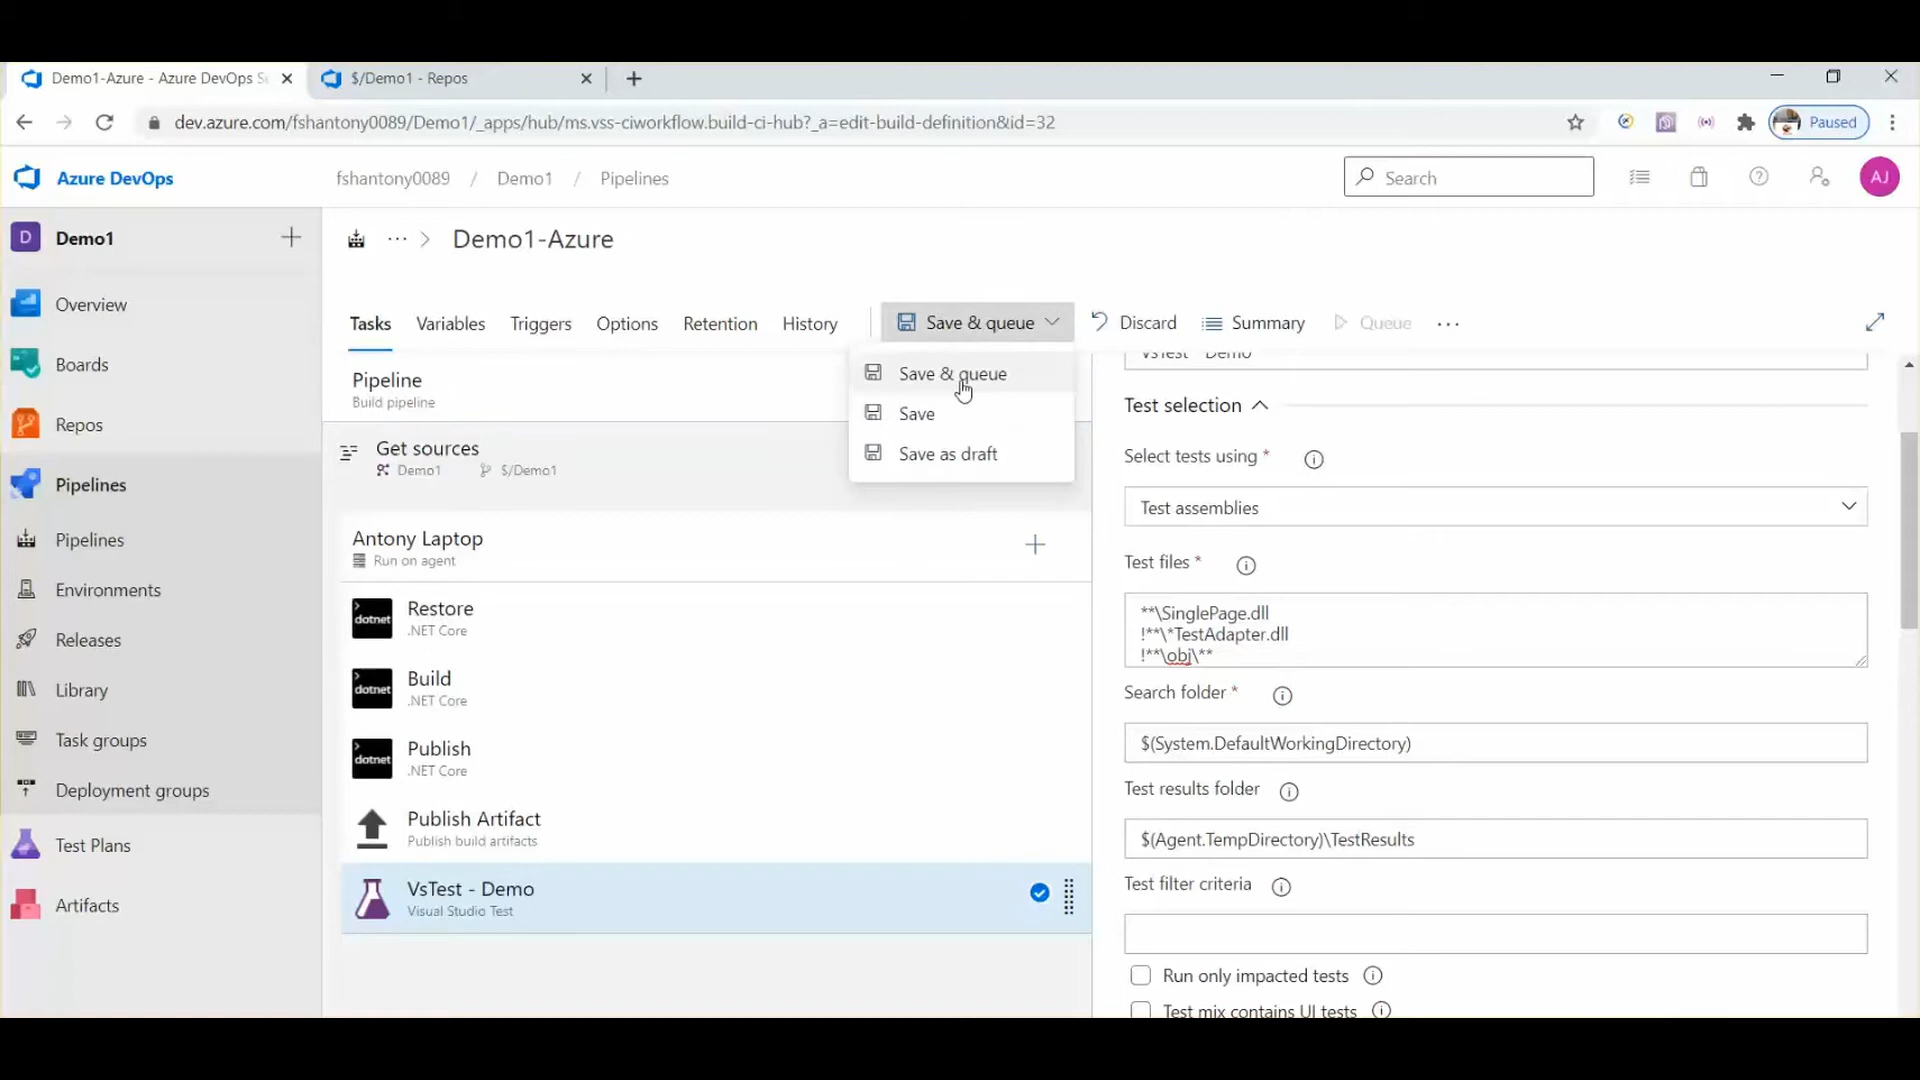 Demo1-Azure - Azure DevOps Se
$/Demo1 - Repos
dev.azure.com/fshantony0089/Demo1/_apps/hub/ms.vss-ciworkflow.build-ci-hub?_a=edit-build-definition&id=32
Paused
Azure DevOps
fshantony0089 / Demo1 / Pipelines
Search
AJ
D Demo1
Overview
Boards
Repos
Pipelines
Pipelines
Environments
Releases
Library
Task groups
Deployment groups
Test Plans
Artifacts
Demo1-Azure
Tasks
Variables
Triggers
Options
Retention
History
Save & queue
Discard
Summary
Queue
Save & queue
Save
Save as draft
Pipeline
Build pipeline
Get sources
Demo1 $/Demo1
Antony Laptop
Run on agent
dotnet
Restore
.NET Core
dotnet
Build
.NET Core
dotnet
Publish
.NET Core
Publish Artifact
Publish build artifacts
VsTest - Demo
Visual Studio Test
VsTest - Demo
Test selection
Select tests using *
Test assemblies
Test files *
**\SinglePage.dll
!**\*TestAdapter.dll
!**\obj\**
Search folder *
$(System.DefaultWorkingDirectory)
Test results folder
$(Agent.TempDirectory)\TestResults
Test filter criteria
Run only impacted tests
Test mix contains UI tests